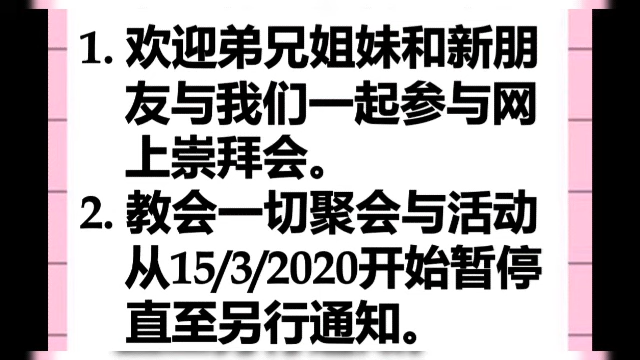 1. 欢迎弟兄姐妹和新朋
友与我们一起参与网
上崇拜会。
2. 教会一切聚会与活动
从15/3/2020开始暂停
直至另行通知。